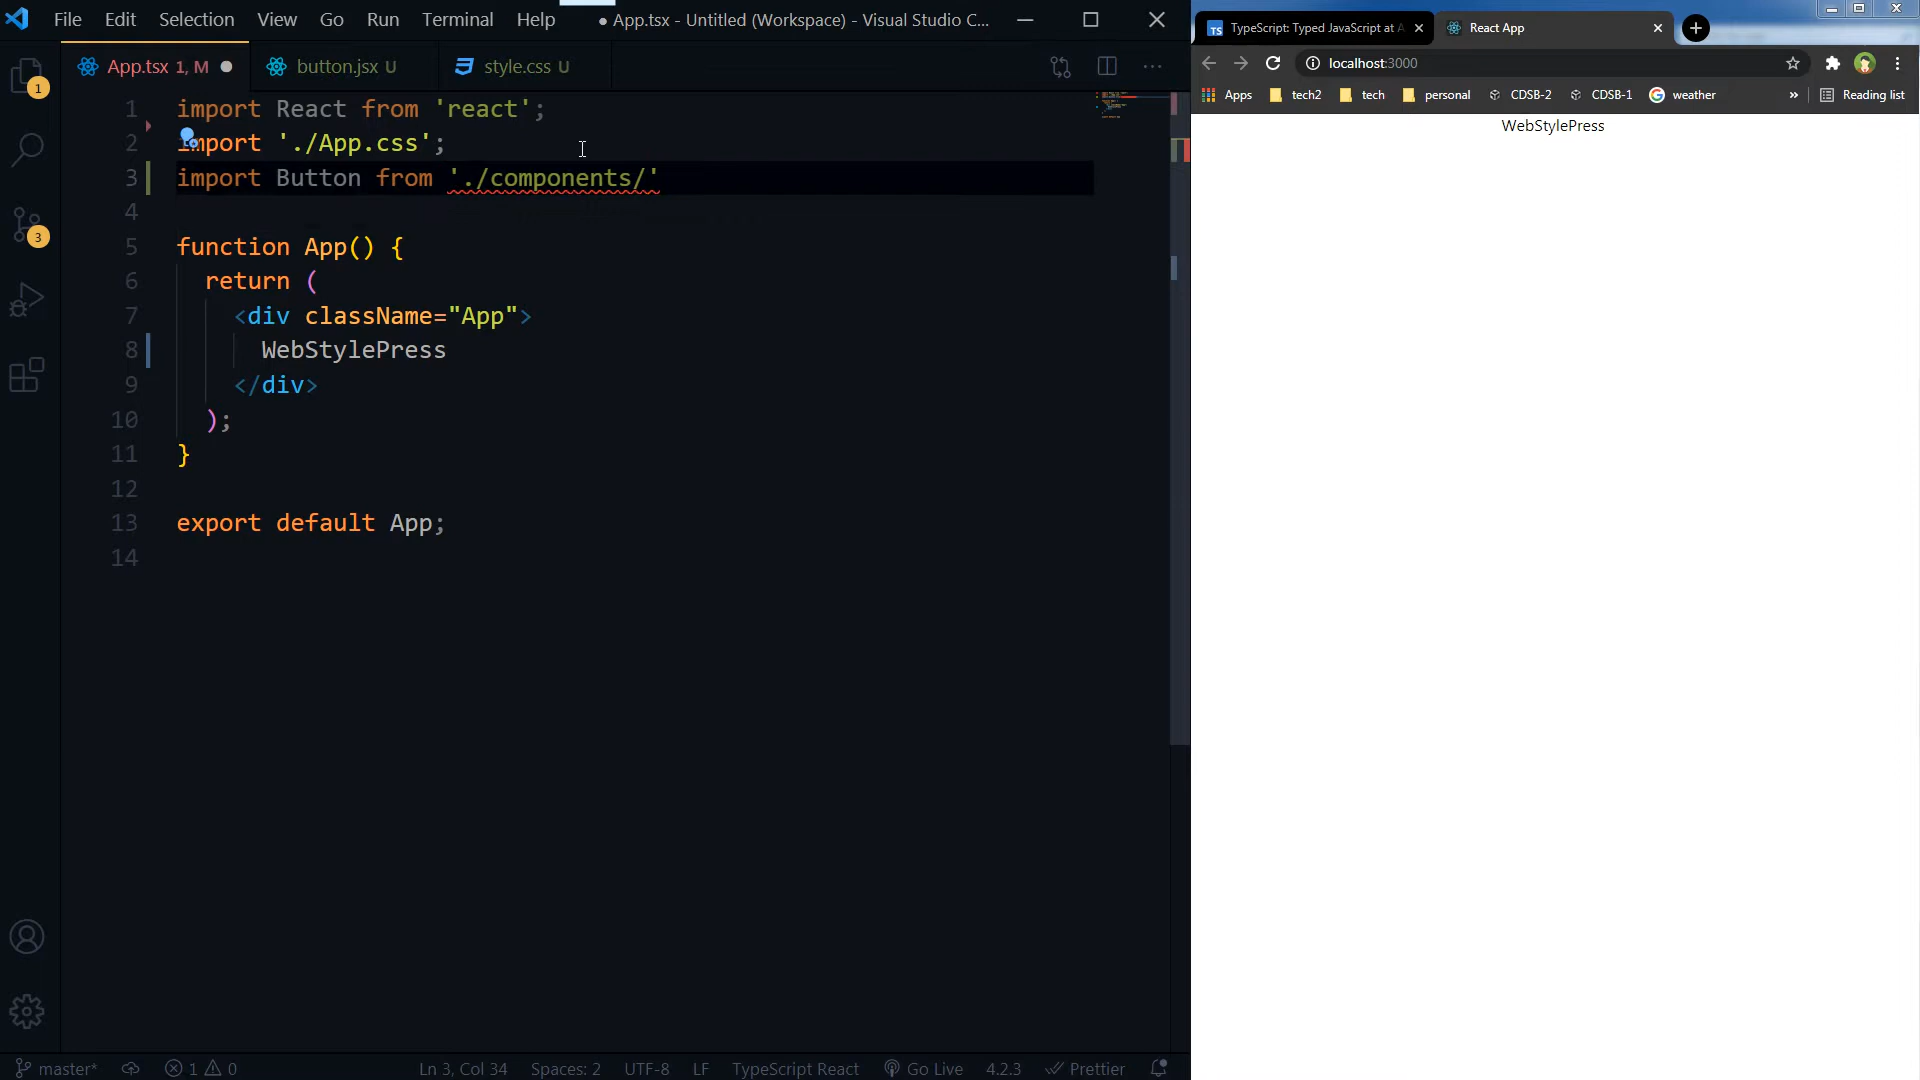 File Edit Selection View Go Run Terminal Help ● App.tsx - Untitled (Workspace) - Visual Studio C...
App.tsx 1, M
button.jsx U
style.css U
1 import React from 'react';
2 import './App.css';
3 import Button from './components/'
4
5 function App() {
6 return (
7 <div className="App">
8 WebStylePress
9 </div>
10 );
11 }
12
13 export default App;
14
1
3
master* 1 0 Ln 3, Col 34 Spaces: 2 UTF-8 LF TypeScript React Go Live 4.2.3 Prettier
TS TypeScript: Typed JavaScript at A
React App
localhost:3000
Apps tech2 tech personal CDSB-2 CDSB-1 weather » Reading list
WebStylePress